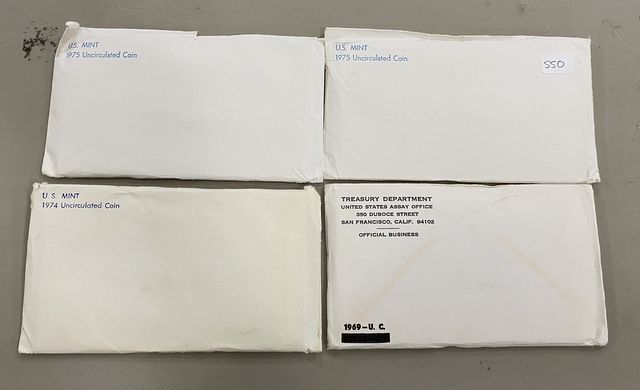 U.S. MINT
1975 Uncirculated Coin
U.S. MINT
1975 Uncirculated Coin
550
U.S. MINT
1974 Uncirculated Coin
TREASURY DEPARTMENT
UNITED STATES ASSAY OFFICE
350 DUBOCE STREET
SAN FRANCISCO, CALIF. 94102
OFFICIAL BUSINESS
1969-U. C.